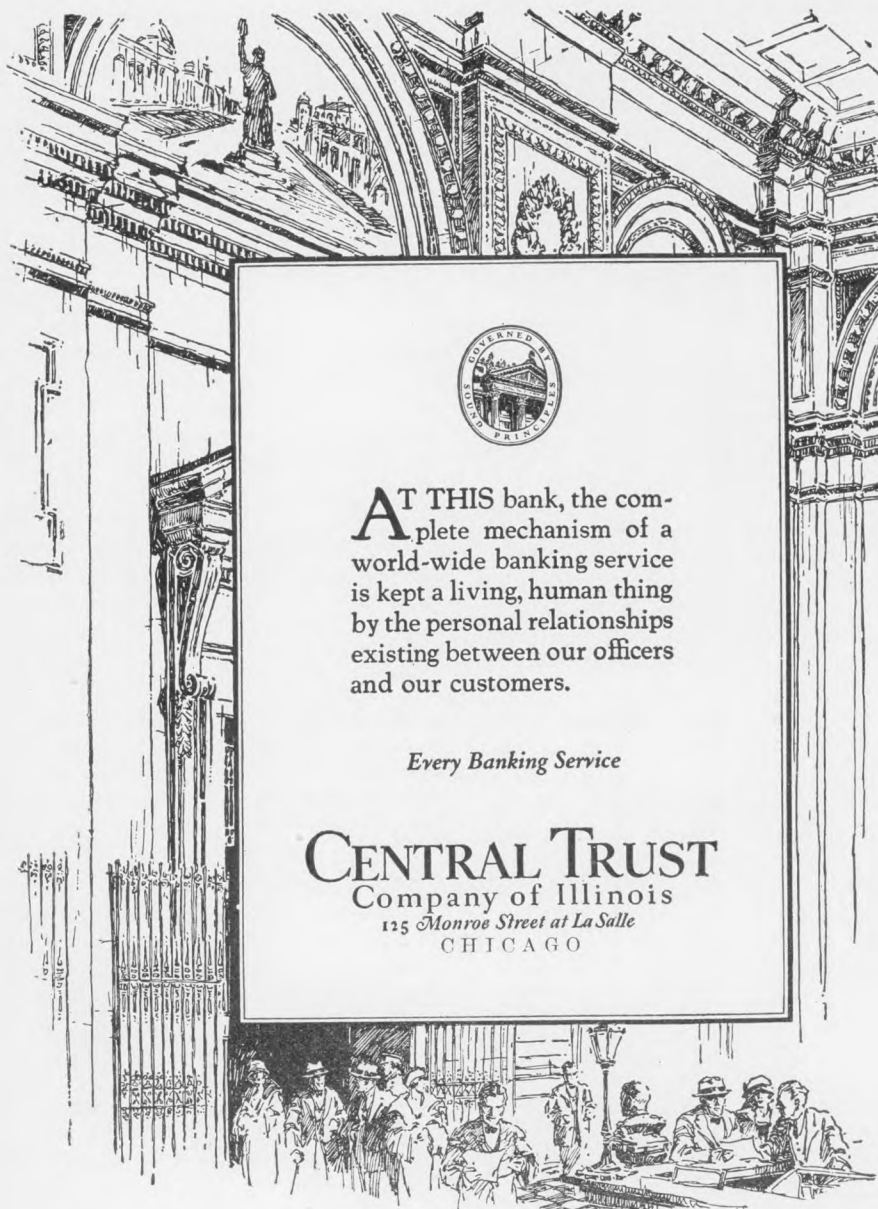 GOVERNED BY
SOUND PRINCIPLES
AT THIS bank, the com-
plete mechanism of a
world-wide banking service
is kept a living, human thing
by the personal relationships
existing between our officers
and our customers.
Every Banking Service
CENTRAL TRUST
Company of Illinois
125 Monroe Street at La Salle
CHICAGO